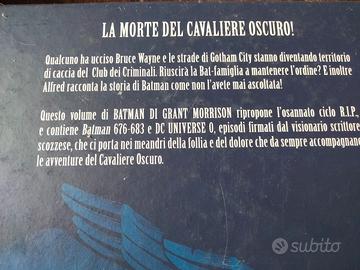 LA MORTE DEL CAVALIERE OSCURO!
Qualcuno ha ucciso Bruce Wayne e le strade di Gotham City stanno diventando territorio
di caccia del Club dei Criminali. Riuscirà la Bat-famiglia a mantenere l'ordine? E inoltre
Alfred racconta la storia di Batman come non l'avete mai ascoltata!
Questo volume di BATMAN DI GRANT MORRISON ripropone l'osannato ciclo R.I.P.,
e contiene Batman 676-683 e DC UNIVERSE 0, episodi firmati dal visionario scrittore
scozzese, che ci porta nei meandri della follia e del dolore che da sempre accompagnano
le avventure del Cavaliere Oscuro.
subito